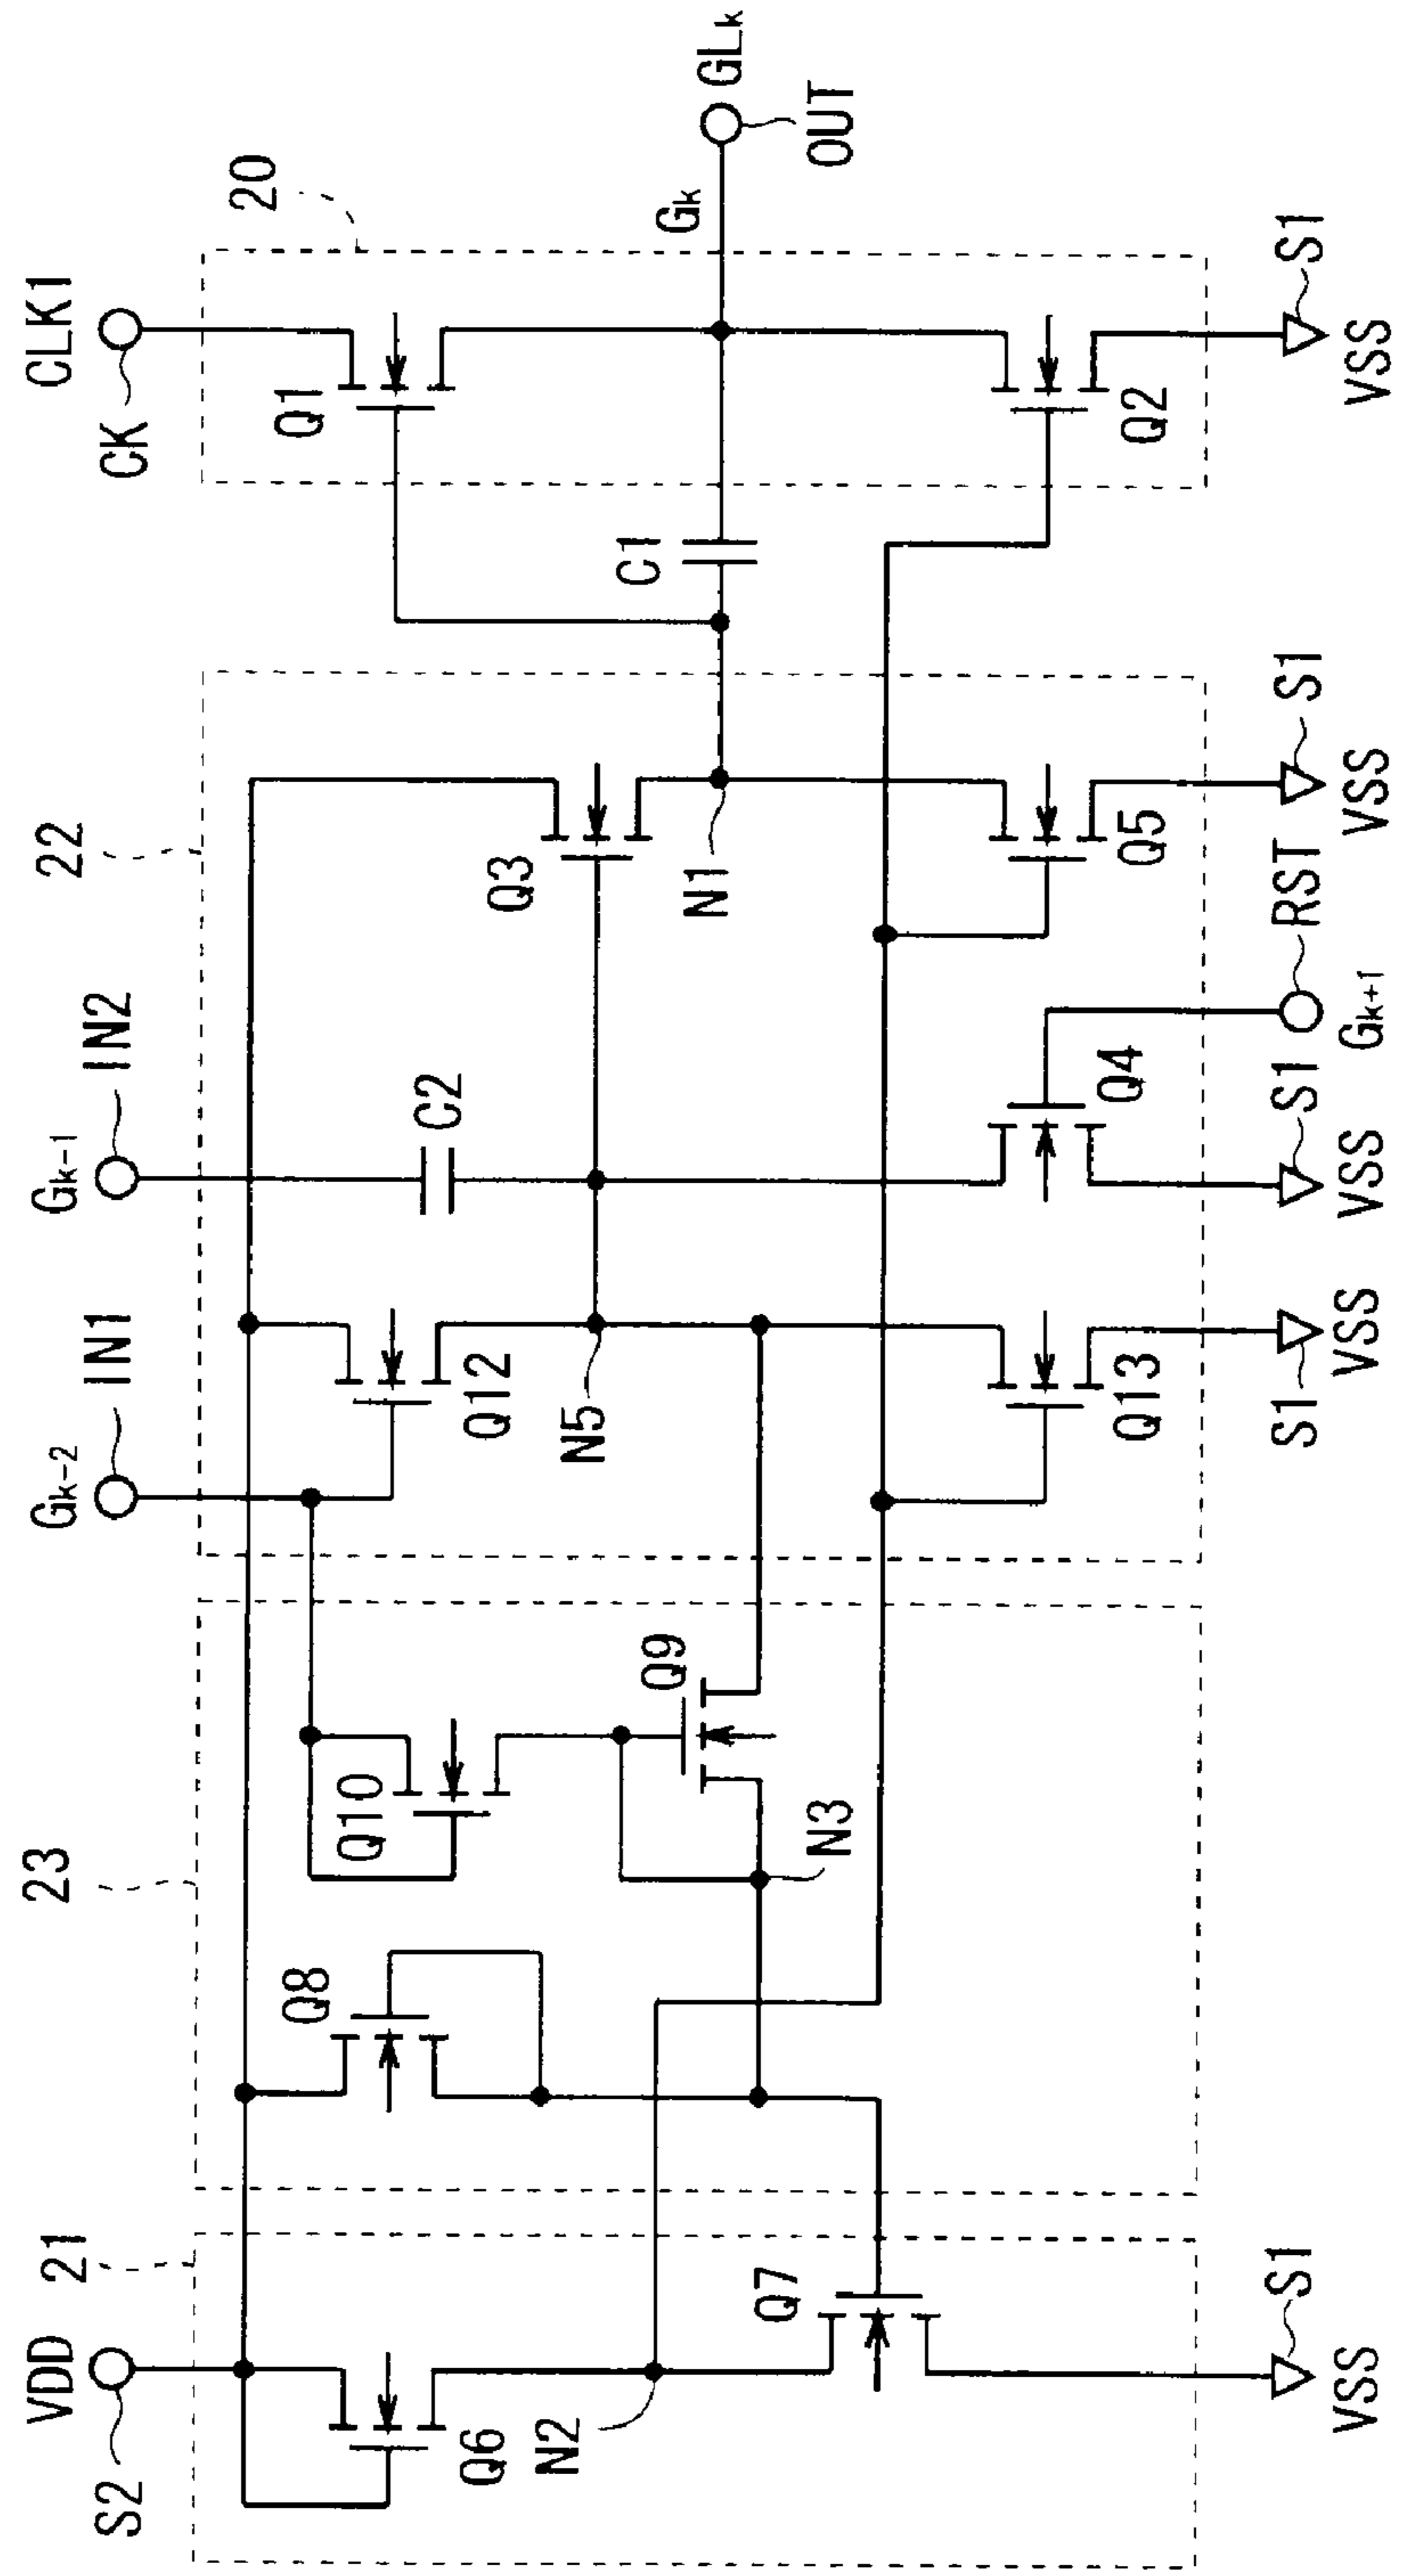 VDD
S2
21
Q6
N2
Q7
S1
VSS
23
Q8
Q10
Q9
N3
22
Gk-2
IN1
Q12
N5
Q13
S1
VSS
Gk-1
IN2
C2
Q4
S1
VSS
RST
Gk+1
Q3
N1
Q5
S1
VSS
C1
20
CLK1
CK
Q1
Q2
S1
VSS
Gk
GLk
OUT